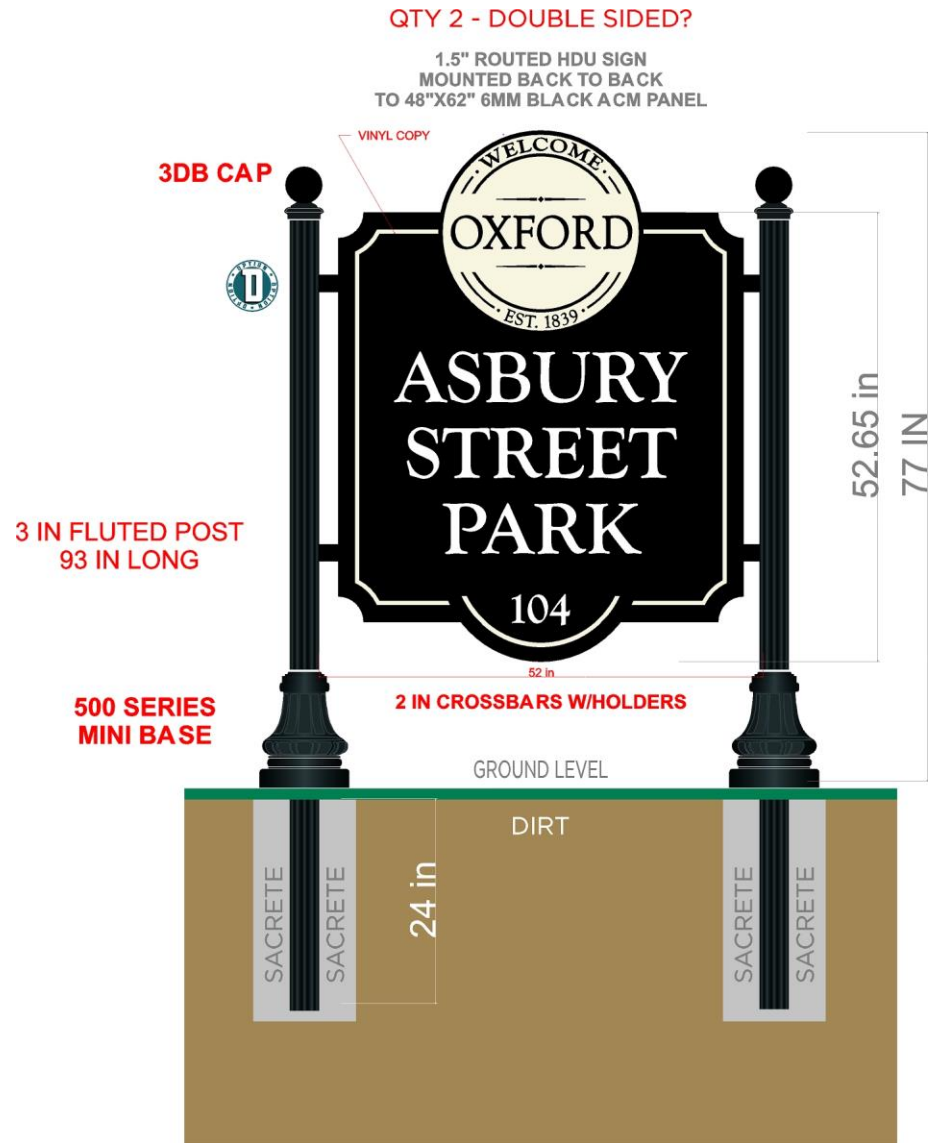 QTY 2 - DOUBLE SIDED?
1.5" ROUTED HDU SIGN
MOUNTED BACK TO BACK
TO 48"X62" 6MM BLACK ACM PANEL
VINYL COPY
3DB CAP
WELCOME
OXFORD
EST. 1839
OPTION
D
OPTION
ASBURY
STREET
PARK
104
52.65 in
77 IN
3 IN FLUTED POST
93 IN LONG
52 in
2 IN CROSSBARS W/HOLDERS
500 SERIES
MINI BASE
GROUND LEVEL
DIRT
24 in
SACRETE
SACRETE
SACRETE
SACRETE